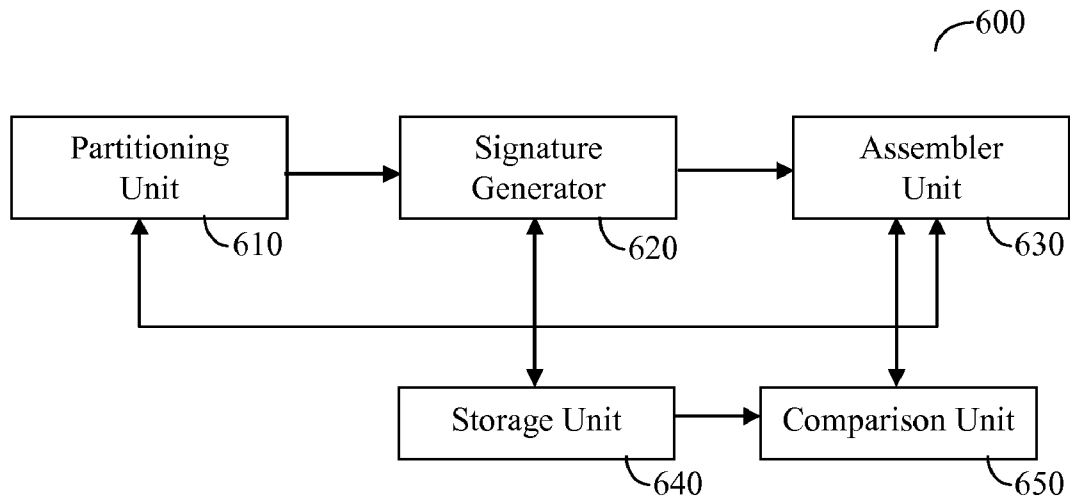 600
Partitioning
Unit
610
Signature
Generator
620
Assembler
Unit
630
Storage Unit
640
Comparison Unit
650